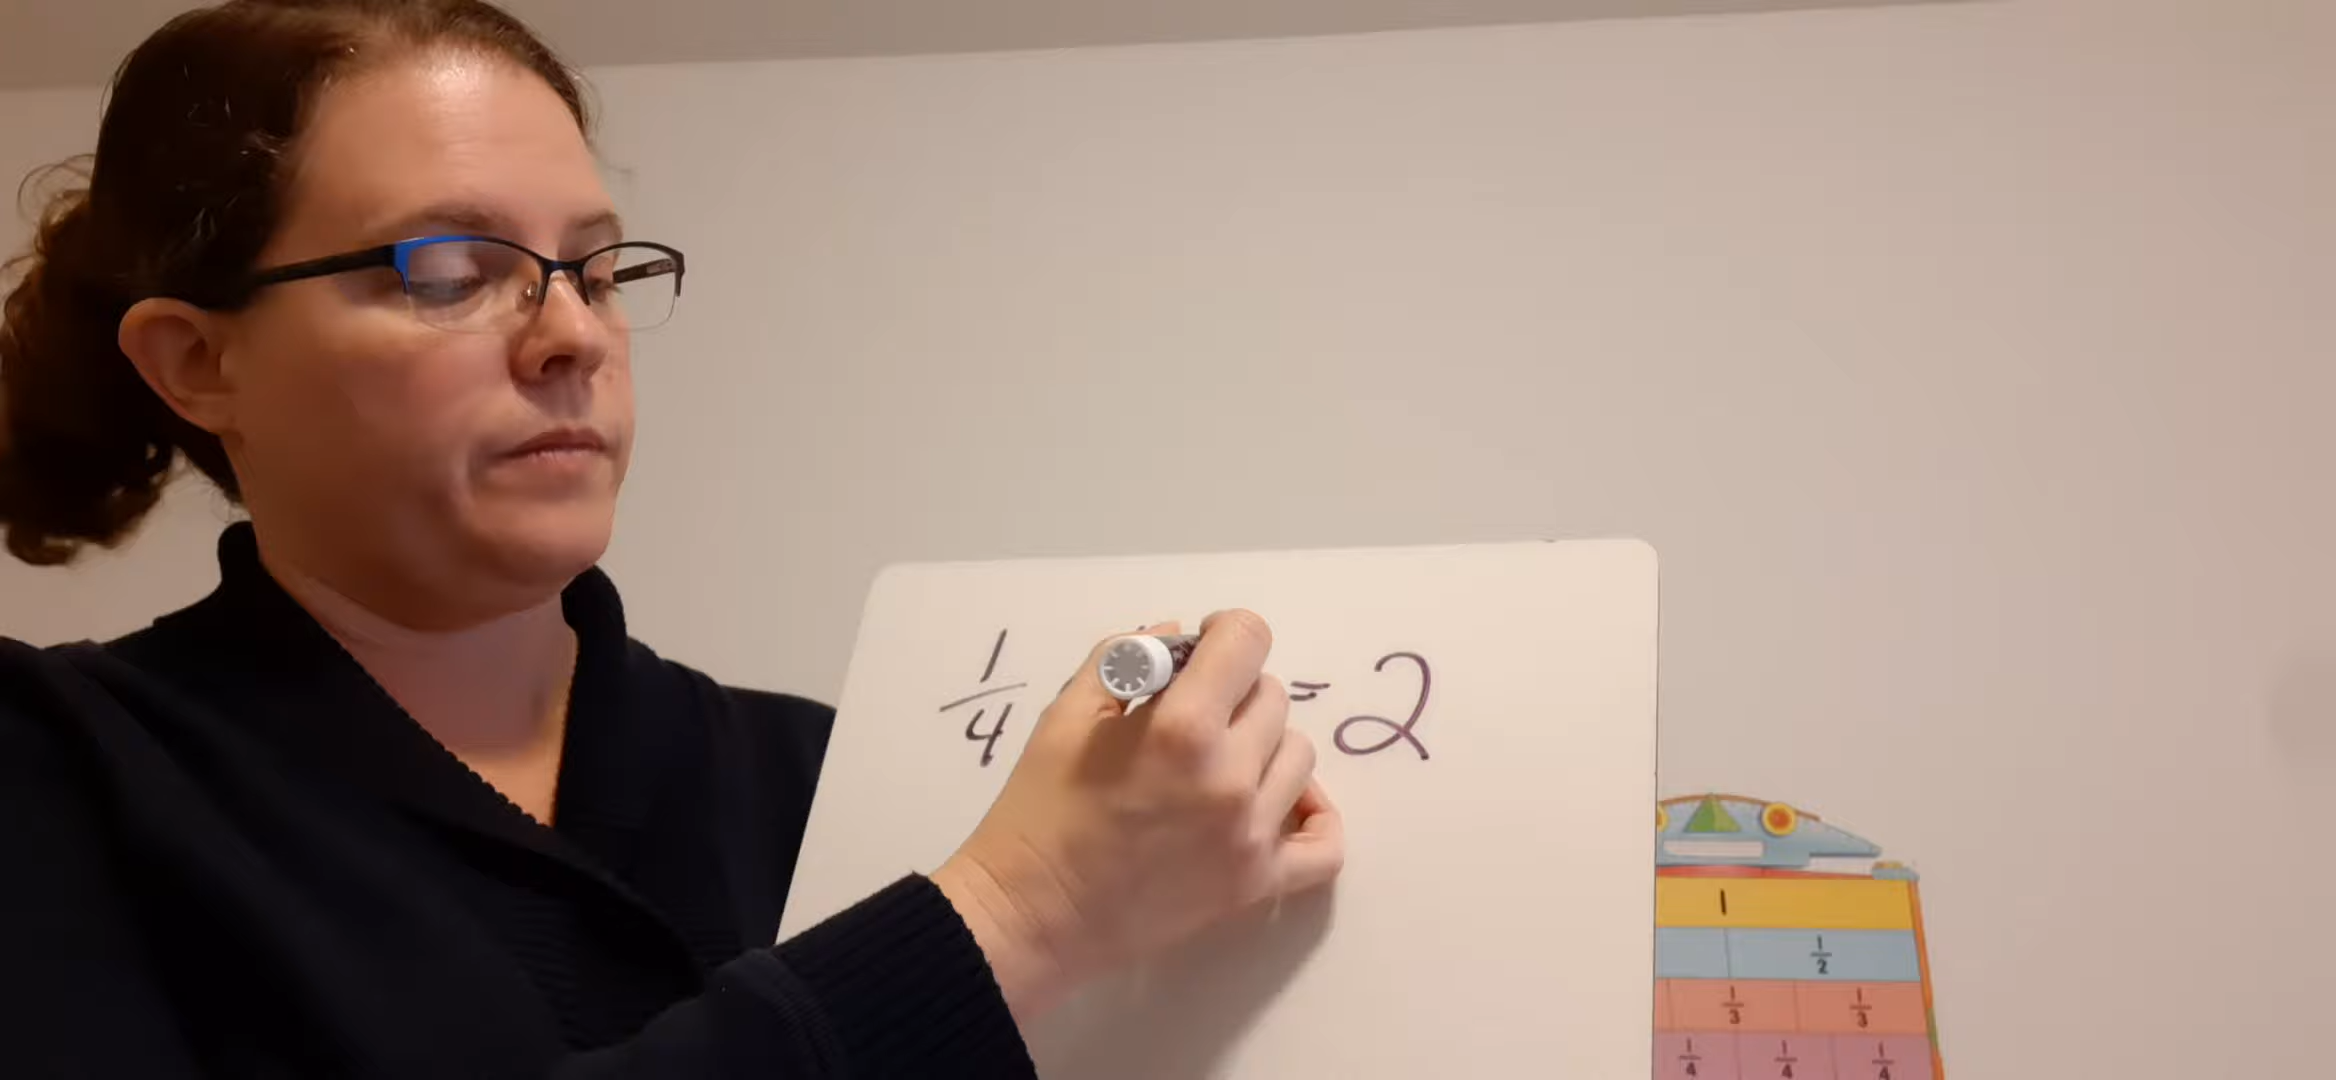 1/4 = 2
1
1/2
1/3 1/3
1/4 1/4 1/4